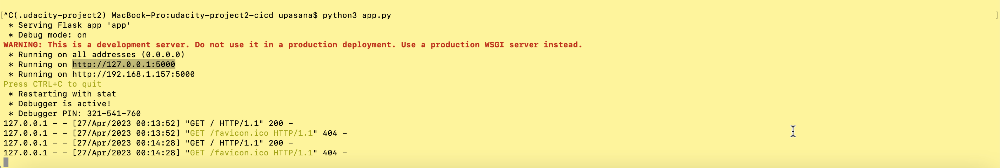 [^C(.udacity-project2) MacBook-Pro:udacity-project2-cicd upasana$ python3 app.py ]
 * Serving Flask app 'app'
 * Debug mode: on
WARNING: This is a development server. Do not use it in a production deployment. Use a production WSGI server instead.
 * Running on all addresses (0.0.0.0)
 * Running on http://127.0.0.1:5000
 * Running on http://192.168.1.157:5000
Press CTRL+C to quit
 * Restarting with stat
 * Debugger is active!
 * Debugger PIN: 321-541-760
127.0.0.1 - - [27/Apr/2023 00:13:52] "GET / HTTP/1.1" 200 -
127.0.0.1 - - [27/Apr/2023 00:13:52] "GET /favicon.ico HTTP/1.1" 404 -
127.0.0.1 - - [27/Apr/2023 00:14:28] "GET / HTTP/1.1" 200 -
127.0.0.1 - - [27/Apr/2023 00:14:28] "GET /favicon.ico HTTP/1.1" 404 -